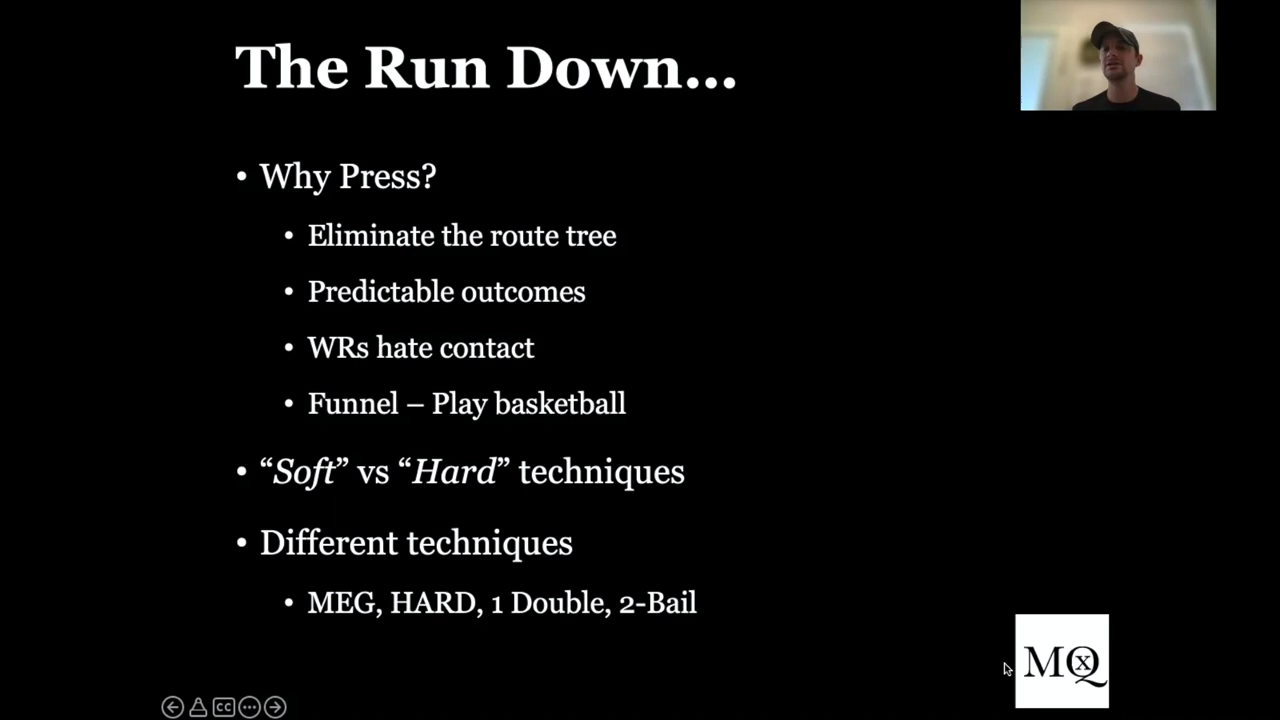 The Run Down...
• Why Press?
• Eliminate the route tree
• Predictable outcomes
• WRs hate contact
• Funnel – Play basketball
• “Soft” vs “Hard” techniques
• Different techniques
• MEG, HARD, 1 Double, 2-Bail
MQx
CC